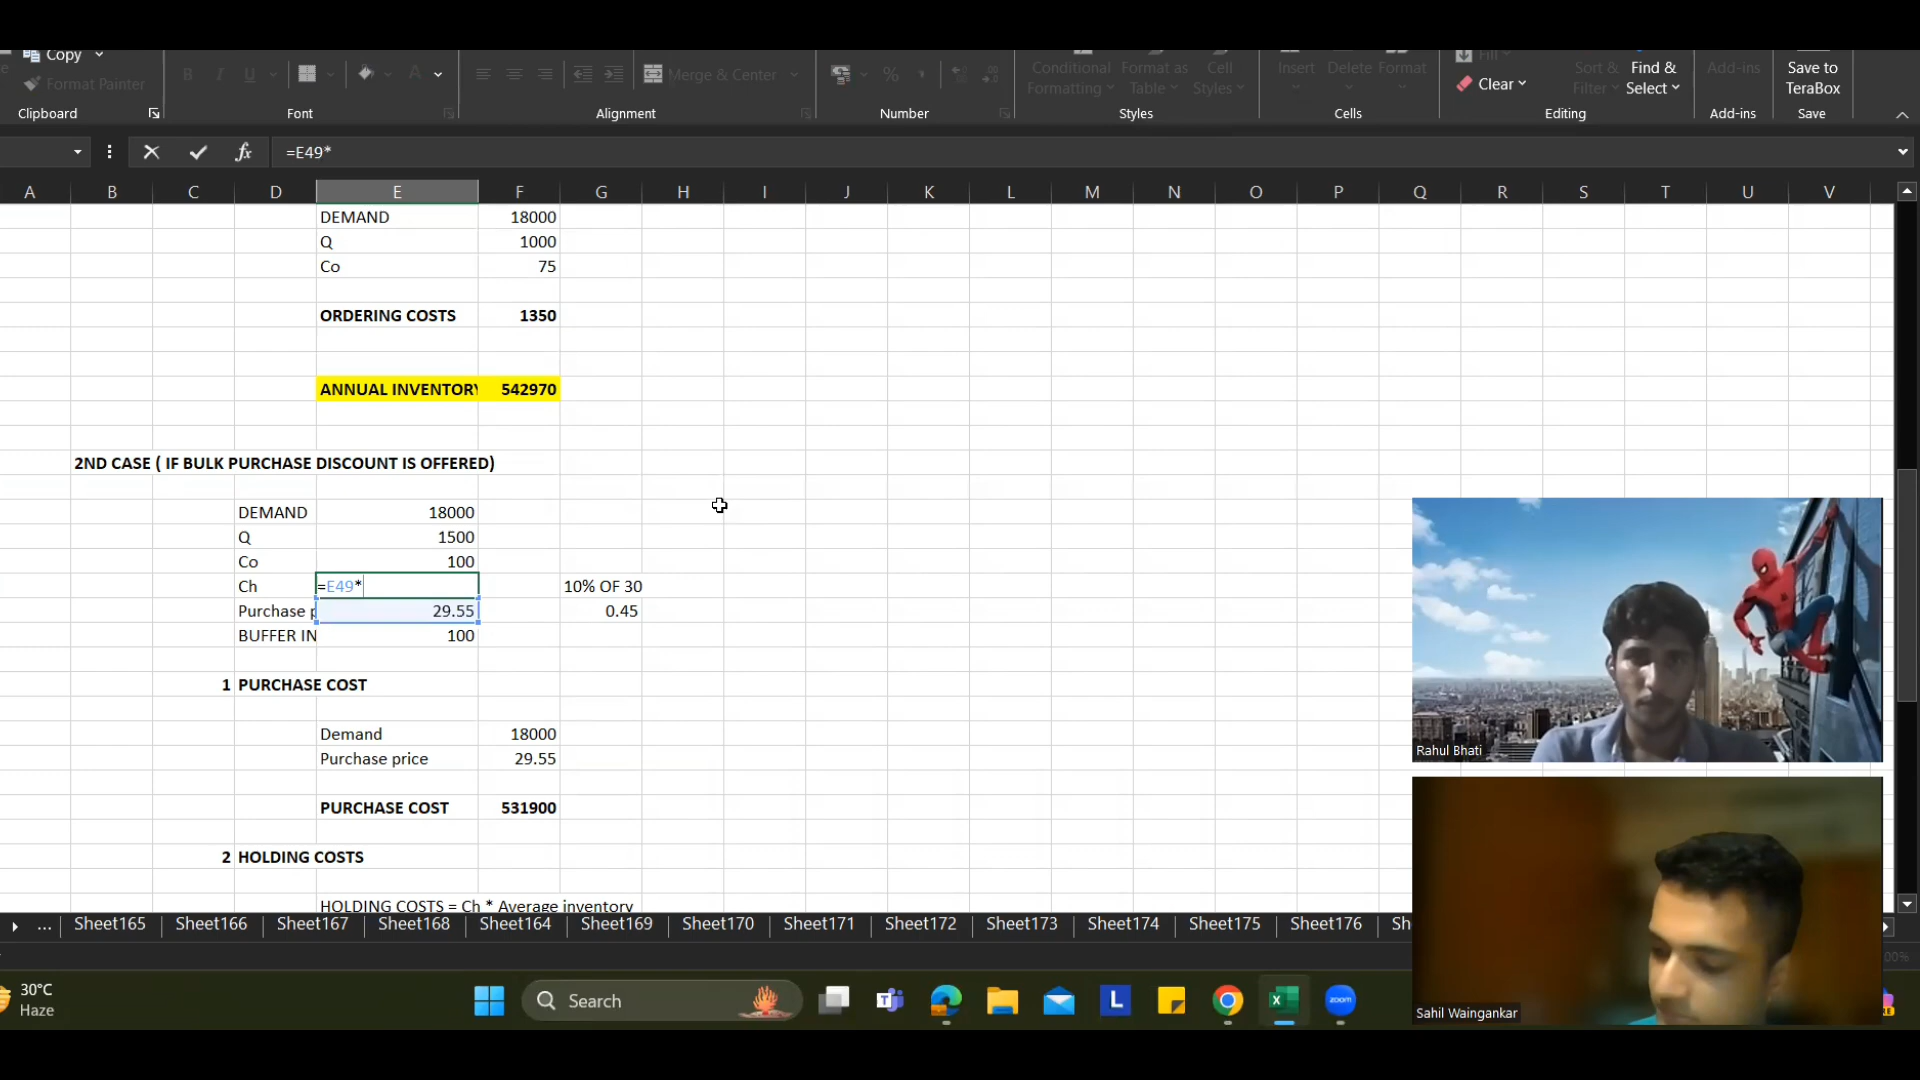 Copy
Format Painter
B I U A
Merge & Center
%
Conditional Formatting
Format as Table
Cell Styles
Insert Delete Format
Fill
Clear
Sort & Filter
Find & Select
Add-ins
Save to TeraBox
Clipboard Font Alignment Number Styles Cells Editing Add-ins Save
fx =E49*
A B C D E F G H I J K L M N O P Q R S T U V
DEMAND 18000
Q 1000
Co 75
ORDERING COSTS 1350
ANNUAL INVENTORY 542970
2ND CASE ( IF BULK PURCHASE DISCOUNT IS OFFERED)
DEMAND 18000
Q 1500
Co 100
Ch =E49* 10% OF 30
Purchase p 29.55 0.45
BUFFER IN 100
1 PURCHASE COST
Demand 18000
Purchase price 29.55
PURCHASE COST 531900
2 HOLDING COSTS
HOLDING COSTS = Ch * Average inventory
Rahul Bhati
... Sheet165 Sheet166 Sheet167 Sheet168 Sheet164 Sheet169 Sheet170 Sheet171 Sheet172 Sheet173 Sheet174 Sheet175 Sheet176 Sh
30°C
Haze
Search
L
zoom
Sahil Waingankar